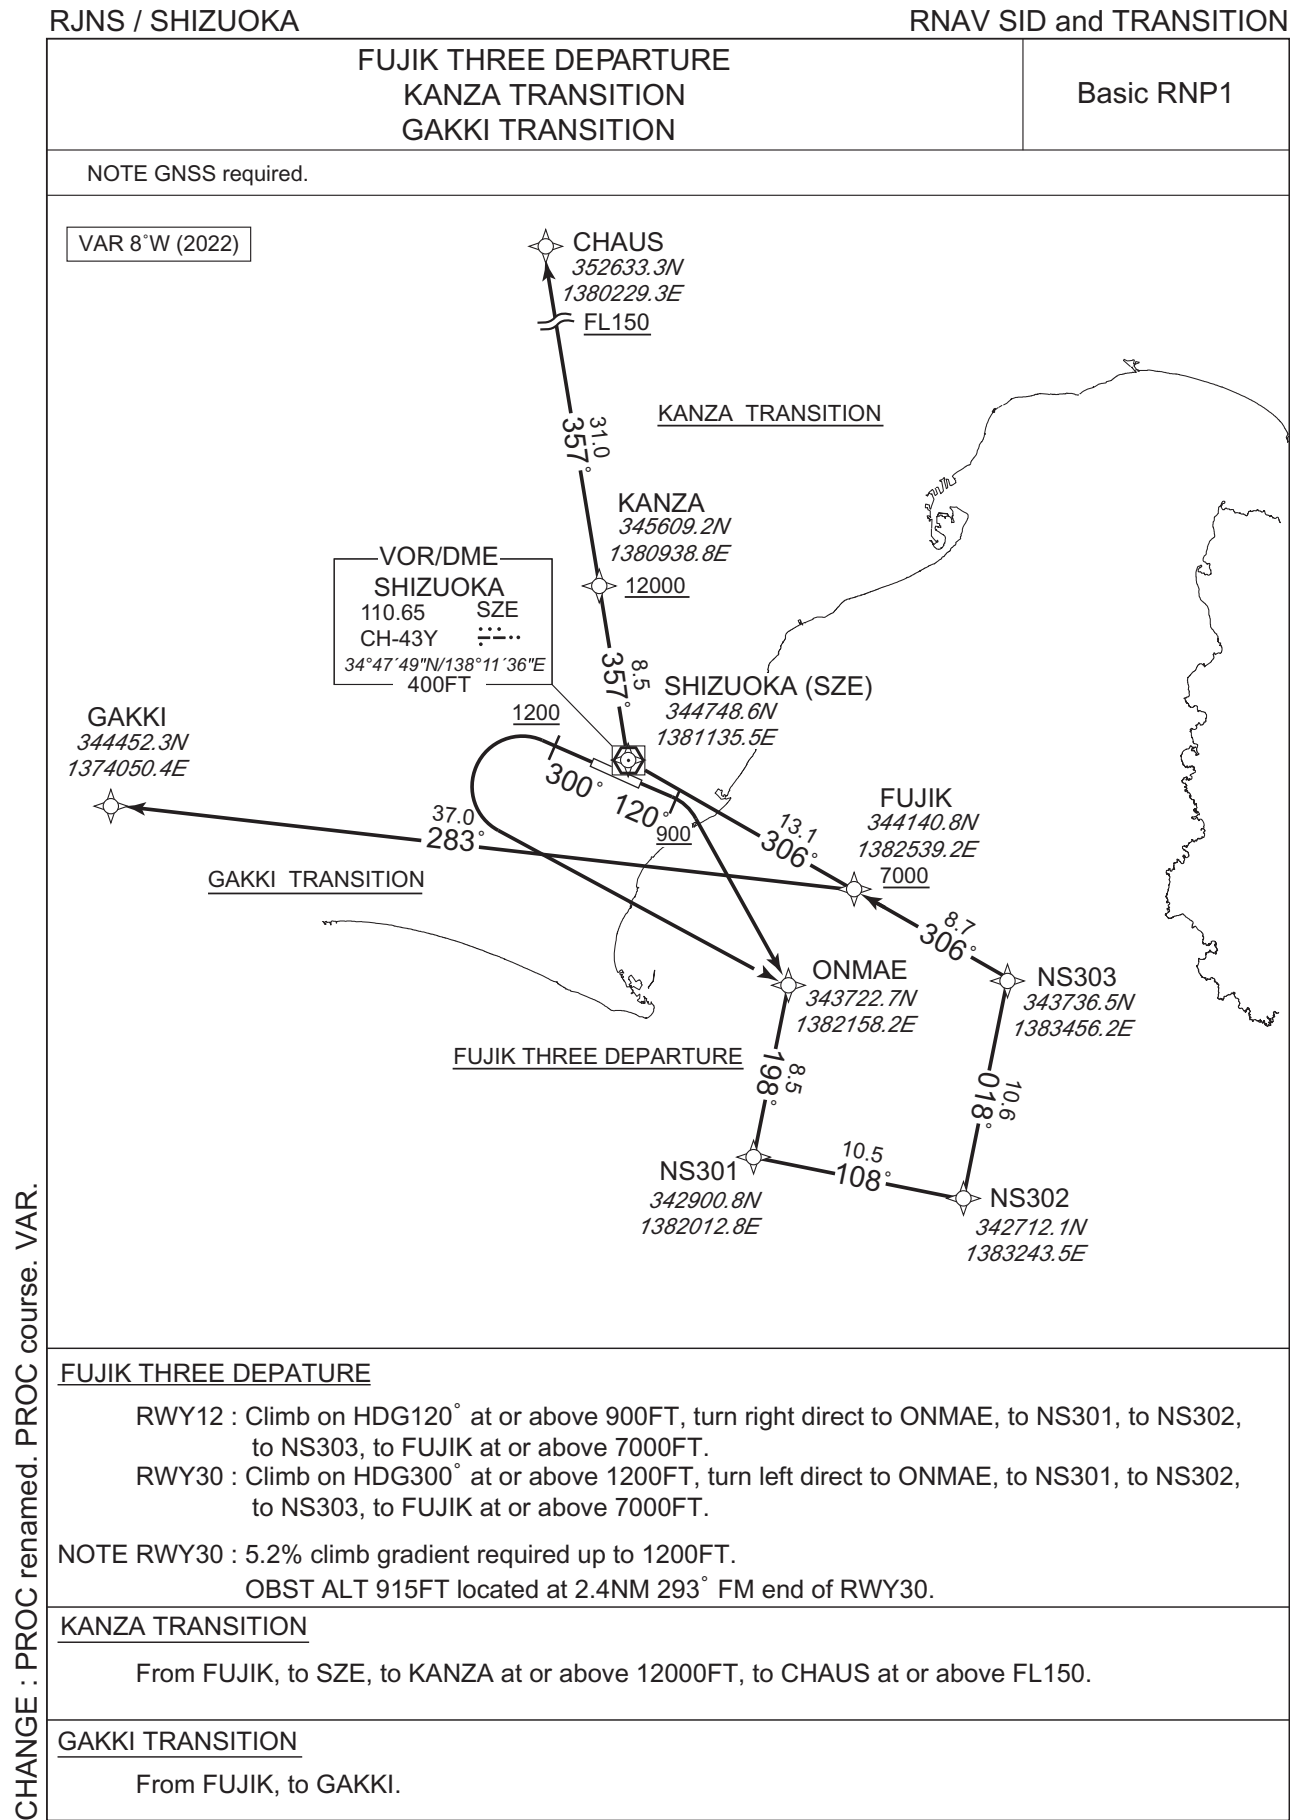 RJNS / SHIZUOKA
RNAV SID and TRANSITION
FUJIK THREE DEPARTURE
KANZA TRANSITION
GAKKI TRANSITION
Basic RNP1
NOTE GNSS required.
VAR 8˚W (2022)
CHAUS
352633.3N
1380229.3E
FL150
KANZA TRANSITION
31.0
357˚
KANZA
345609.2N
1380938.8E
12000
VOR/DME
SHIZUOKA
110.65 SZE
CH-43Y
34°47´49"N/138°11´36"E
400FT
8.5
357˚
SHIZUOKA (SZE)
344748.6N
1381135.5E
GAKKI
344452.3N
1374050.4E
1200
300˚
120˚
900
37.0
283˚
GAKKI TRANSITION
13.1
306˚
FUJIK
344140.8N
1382539.2E
7000
8.7
306˚
ONMAE
343722.7N
1382158.2E
NS303
343736.5N
1383456.2E
FUJIK THREE DEPARTURE
8.5
198˚
10.6
018˚
NS301
342900.8N
1382012.8E
10.5
108˚
NS302
342712.1N
1383243.5E
FUJIK THREE DEPATURE
RWY12 : Climb on HDG120˚ at or above 900FT, turn right direct to ONMAE, to NS301, to NS302,
to NS303, to FUJIK at or above 7000FT.
RWY30 : Climb on HDG300˚ at or above 1200FT, turn left direct to ONMAE, to NS301, to NS302,
to NS303, to FUJIK at or above 7000FT.
NOTE RWY30 : 5.2% climb gradient required up to 1200FT.
OBST ALT 915FT located at 2.4NM 293˚ FM end of RWY30.
KANZA TRANSITION
From FUJIK, to SZE, to KANZA at or above 12000FT, to CHAUS at or above FL150.
GAKKI TRANSITION
From FUJIK, to GAKKI.
CHANGE : PROC renamed. PROC course. VAR.